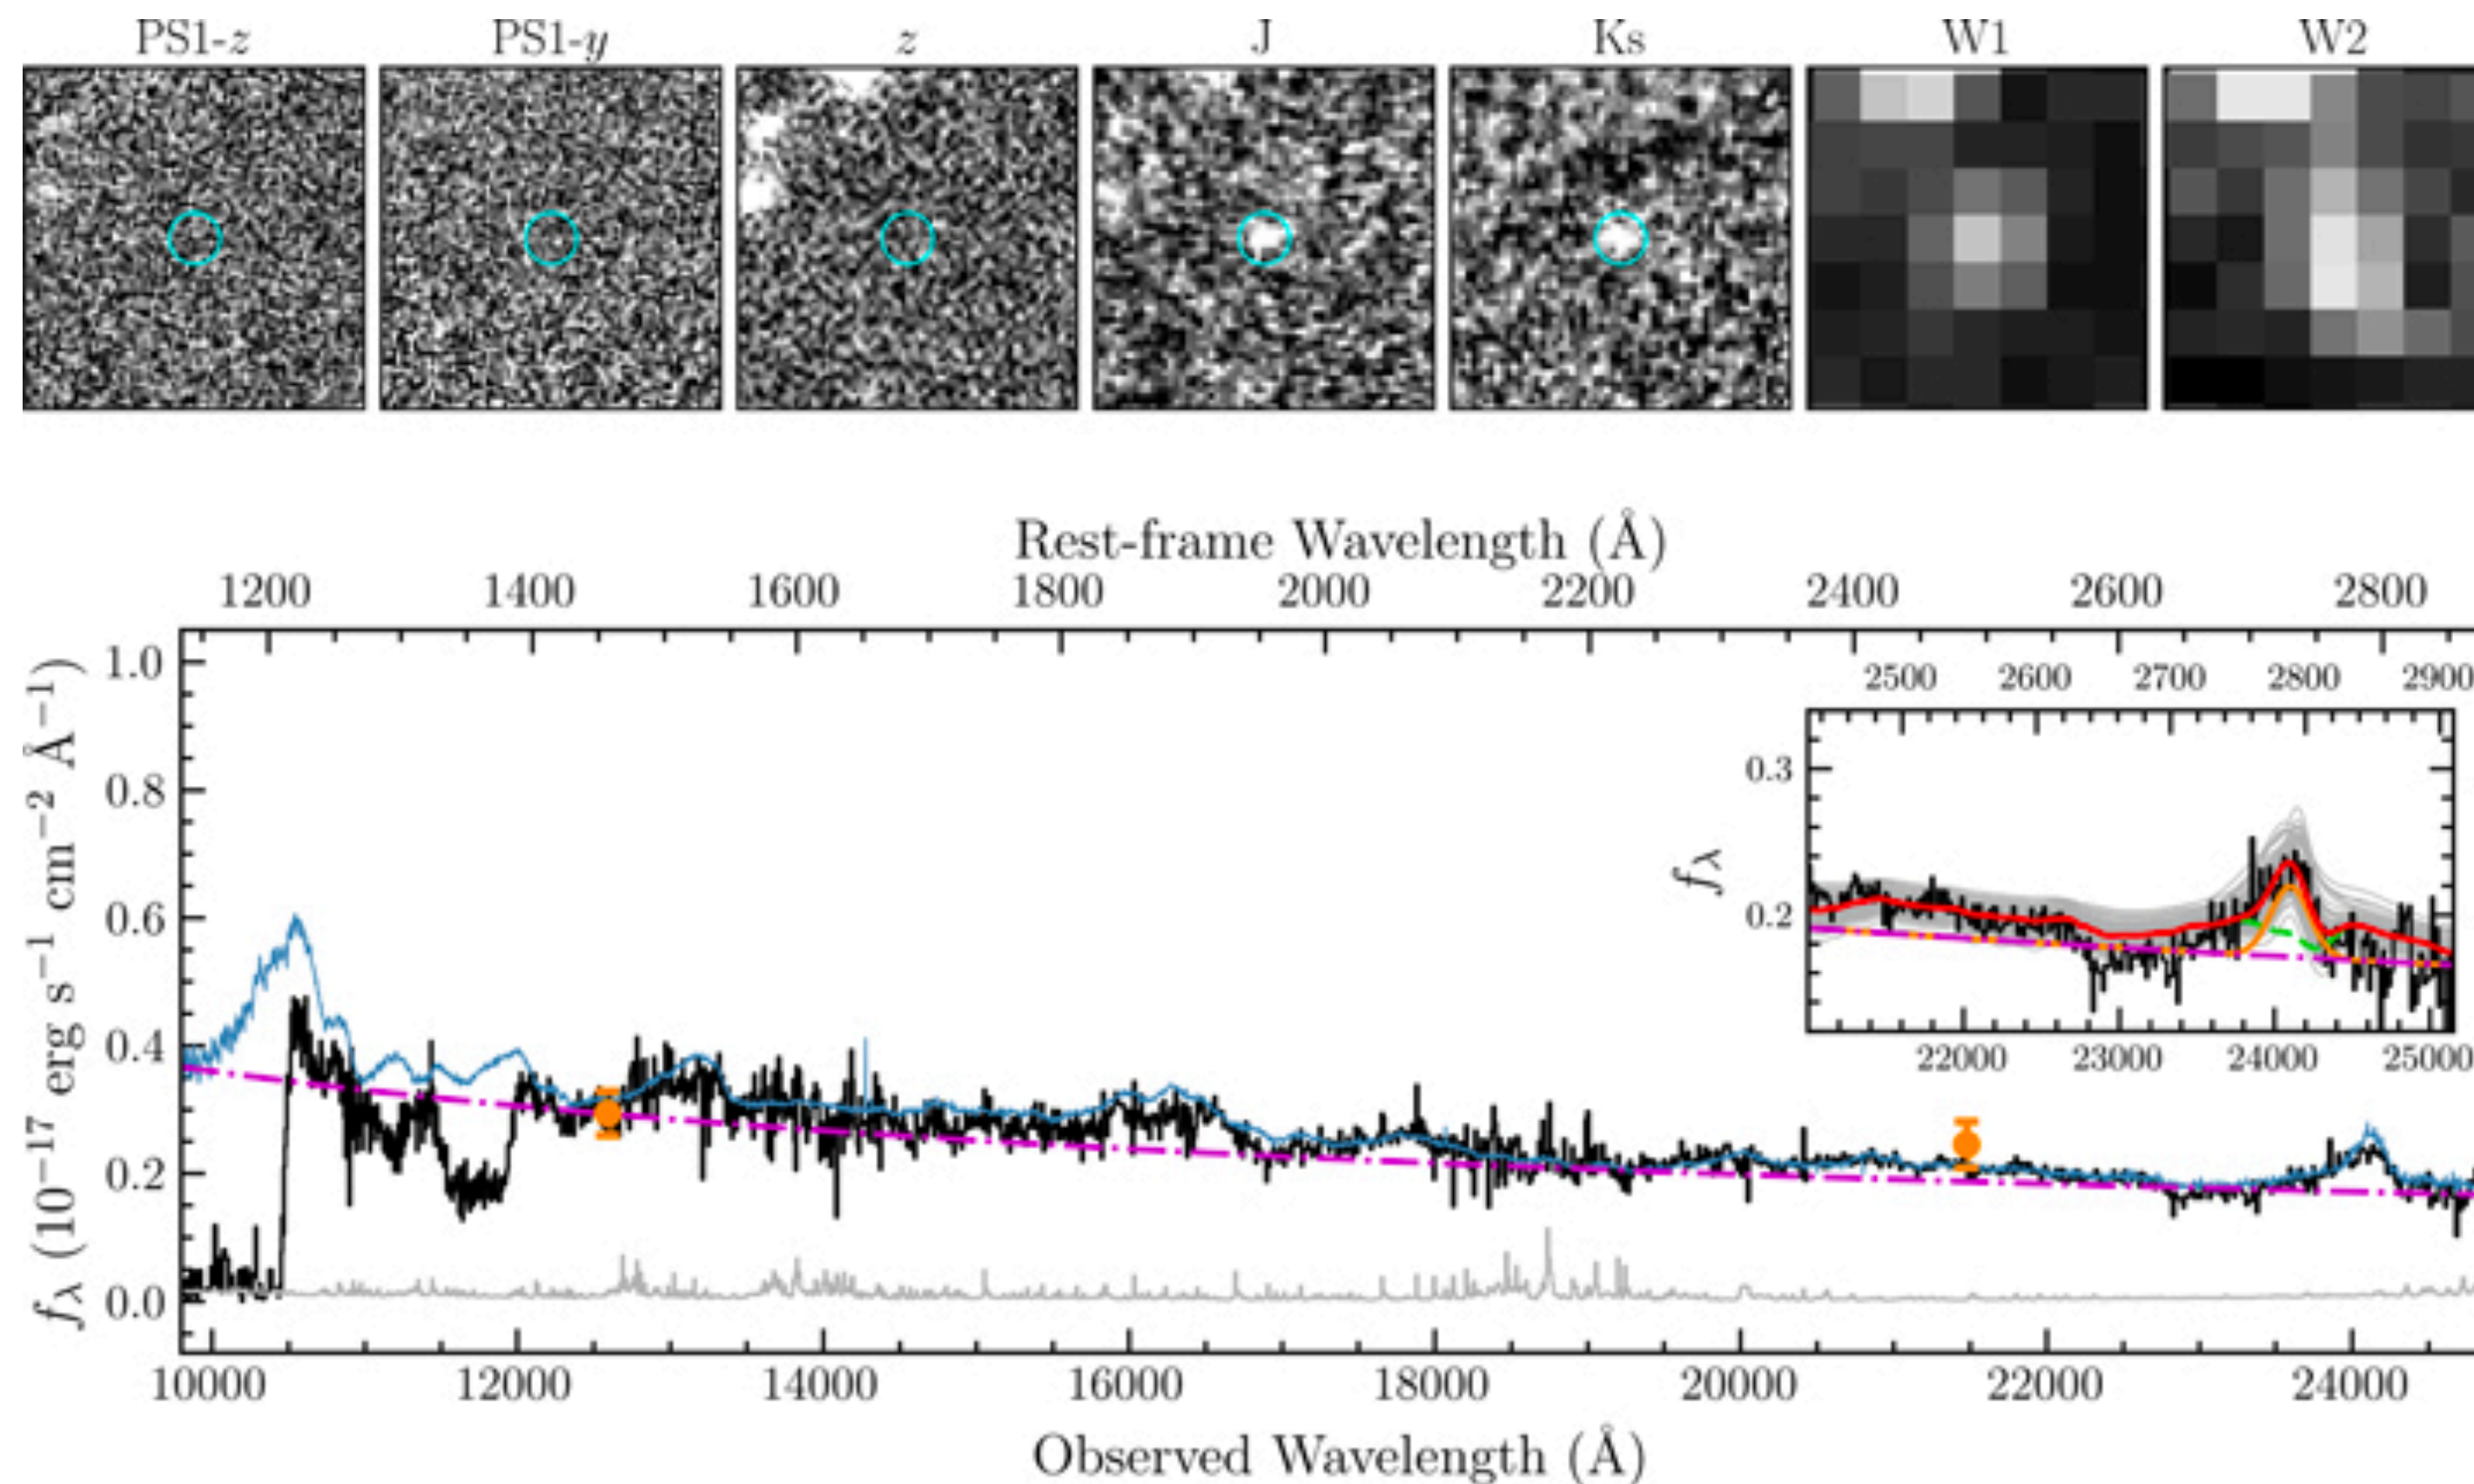 PS1-z PS1-y z J Ks W1 W2
Rest-frame Wavelength (Å)
1200 1400 1600 1800 2000 2200 2400 2600 2800
2500 2600 2700 2800 2900
1.0
0.8
0.6
0.4
0.2
0.0
fλ (10−17 erg s−1 cm−2 Å−1)
0.3
0.2
fλ
22000 23000 24000 25000
10000 12000 14000 16000 18000 20000 22000 24000
Observed Wavelength (Å)